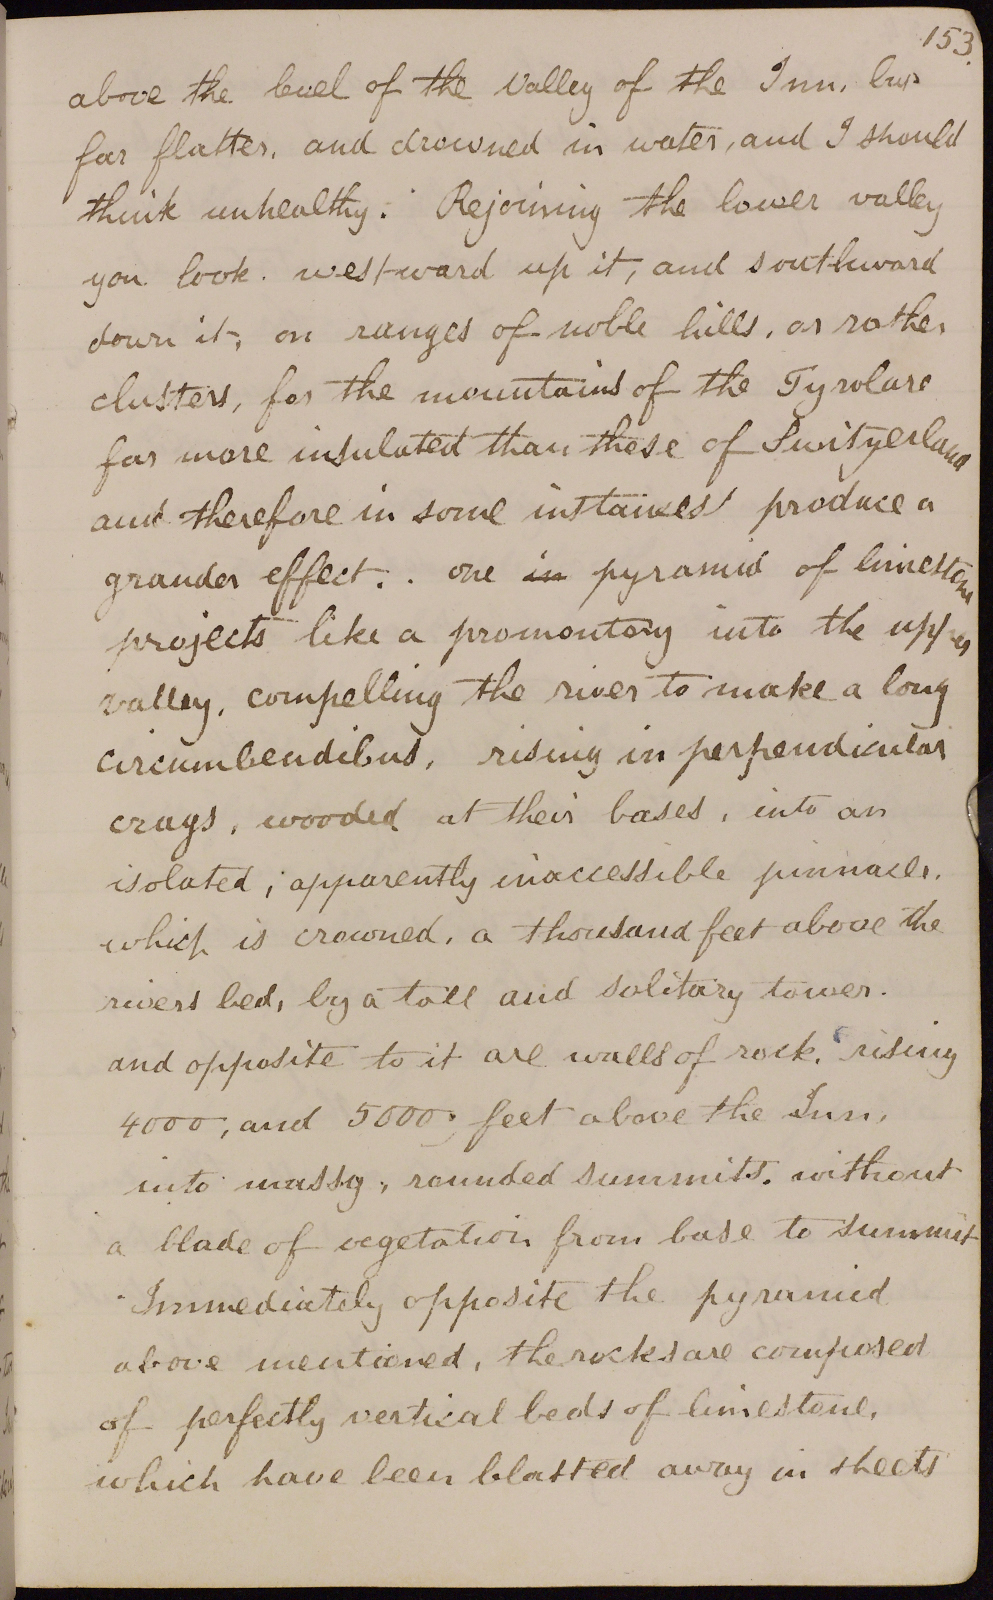 153.
above the level of the Valley of the Inn, but
far flatter. and drowned in water, and I should
think unhealthy. Rejoining the lower valley
you look. westward up it, and southward
down it, on ranges of noble hills, or rather
clusters, for the mountains of the Tyrol are
far more insulated than these of Switzerland
and therefore in some instances produce a
grander effect. . one in pyramid of limestone
projects like a promontory into the upper
valley, compelling the river to make a long
circumbendibus, rising in perpendicular
crags, wooded at their bases, into an
isolated, apparently inaccessible pinnacle,
which is crowned, a thousand feet above the
rivers bed, by a tall and solitary tower.
and opposite to it are walls of rock, rising
4000, and 5000, feet above the Inn,
into massy, rounded summits. without
a blade of vegetation from base to summit
Immediately opposite the pyramid
above mentioned, the rocks are composed
of perfectly vertical beds of limestone,
which have been blasted away in sheets